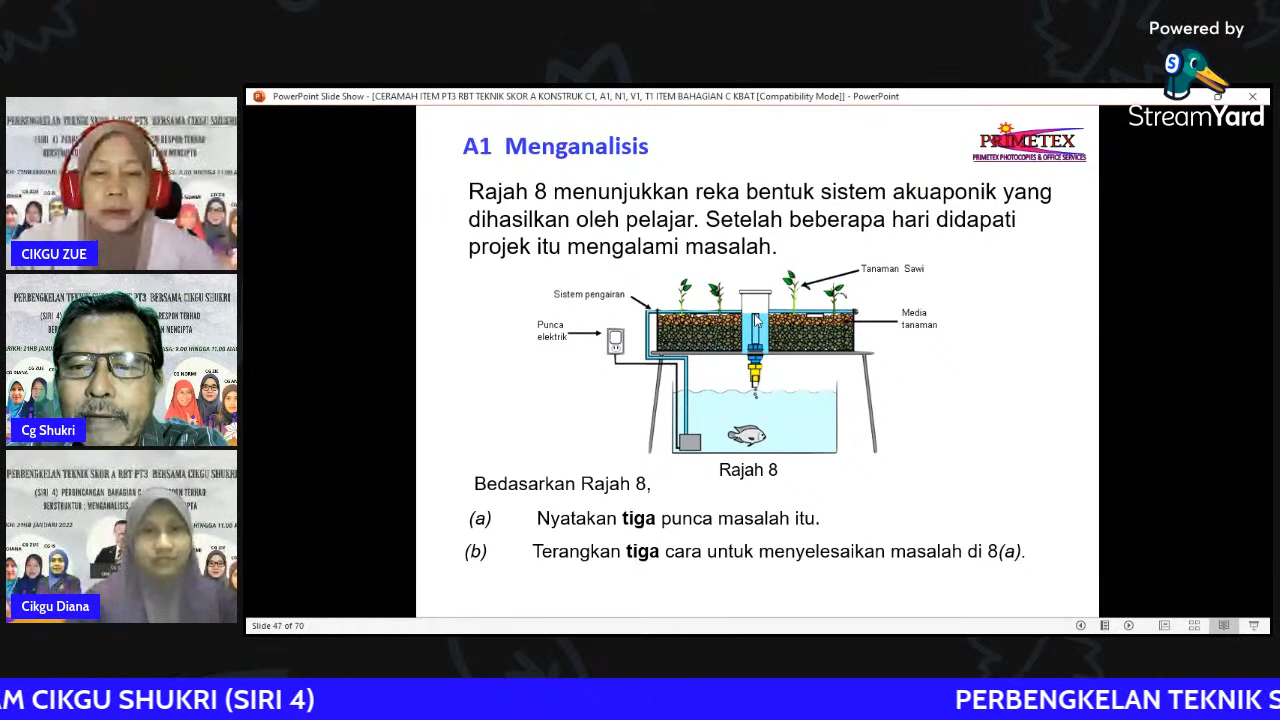 Powered by
StreamYard
PowerPoint Slide Show - [CERAMAH ITEM PT3 RBT TEKNIK SKOR A KONSTRUK C1, A1, N1, V1, T1 ITEM BAHAGIAN C KBAT [Compatibility Mode]] - PowerPoint
A1 Menganalisis
PRIMETEX
PRIMETEX PHOTOCOPIES & OFFICE SERVICES
Rajah 8 menunjukkan reka bentuk sistem akuaponik yang
dihasilkan oleh pelajar. Setelah beberapa hari didapati
projek itu mengalami masalah.
Tanaman Sawi
Sistem pengairan
Media
tanaman
Punca
elektrik
Rajah 8
Bedasarkan Rajah 8,
(a) Nyatakan tiga punca masalah itu.
(b) Terangkan tiga cara untuk menyelesaikan masalah di 8(a).
Slide 47 of 70
CIKGU ZUE
Cg Shukri
Cikgu Diana
AM CIKGU SHUKRI (SIRI 4)
PERBENGKELAN TEKNIK S